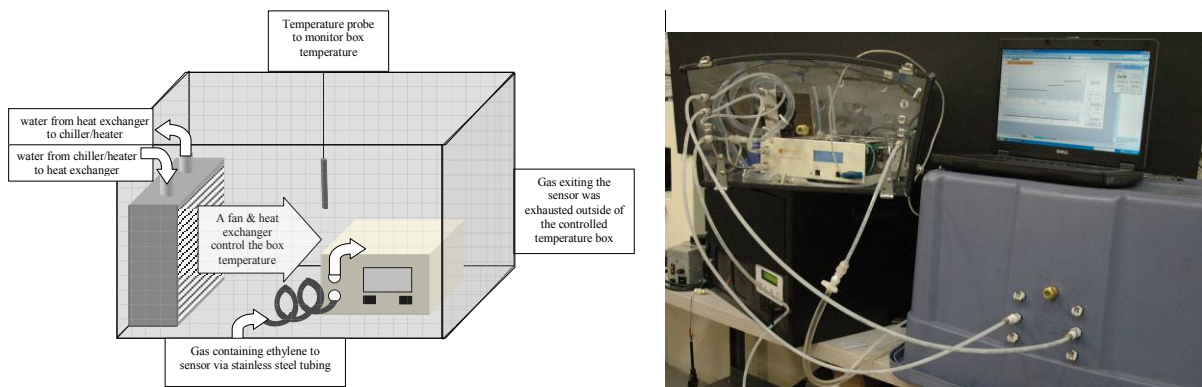 Temperature probe
to monitor box
temperature
water from heat exchanger
to chiller/heater
water from chiller/heater
to heat exchanger
A fan & heat
exchanger
control the box
temperature
Gas exiting the
sensor was
exhausted outside of
the controlled
temperature box
Gas containing ethylene to
sensor via stainless steel tubing
DELL